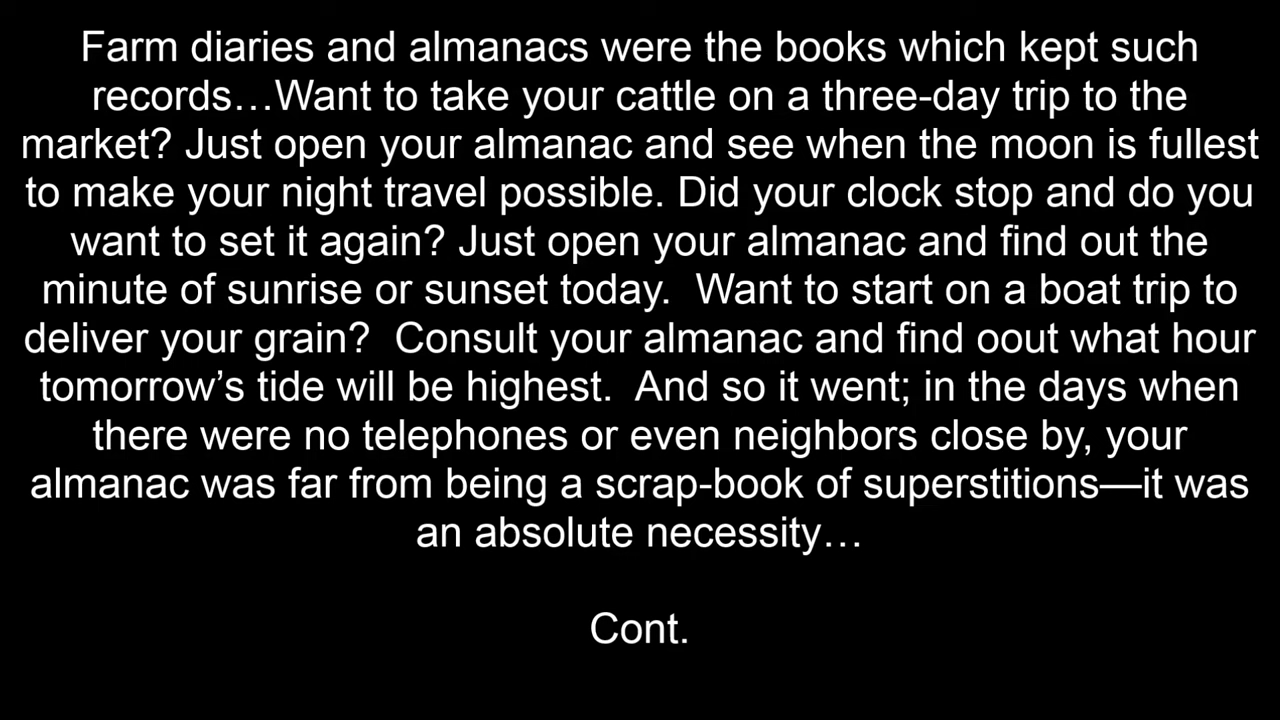 Farm diaries and almanacs were the books which kept such
records…Want to take your cattle on a three-day trip to the
market? Just open your almanac and see when the moon is fullest
to make your night travel possible. Did your clock stop and do you
want to set it again? Just open your almanac and find out the
minute of sunrise or sunset today.  Want to start on a boat trip to
deliver your grain?  Consult your almanac and find oout what hour
tomorrow’s tide will be highest.  And so it went; in the days when
there were no telephones or even neighbors close by, your
almanac was far from being a scrap-book of superstitions—it was
an absolute necessity…
Cont.